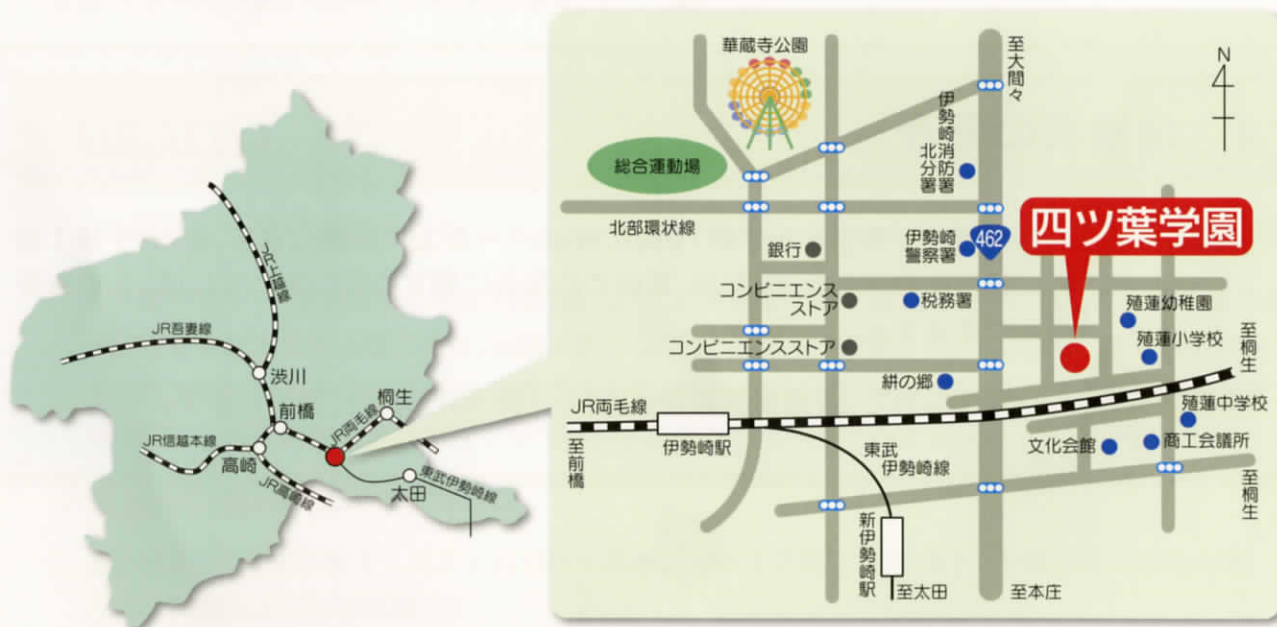 JR上越線
JR吾妻線
渋川
前橋
桐生
JR両毛線
JR信越本線
高崎
JR高崎線
太田
東武伊勢崎線
華蔵寺公園
至大間々
N
伊勢崎
消防署
北分署
総合運動場
北部環状線
462
四ツ葉学園
銀行
伊勢崎
警察署
コンビニエンス
ストア
税務署
殖蓮幼稚園
殖蓮小学校
至桐生
コンビニエンスストア
絣の郷
JR両毛線
殖蓮中学校
至前橋
伊勢崎駅
東武
伊勢崎線
文化会館
商工会議所
至桐生
新伊勢崎駅
至太田
至本庄